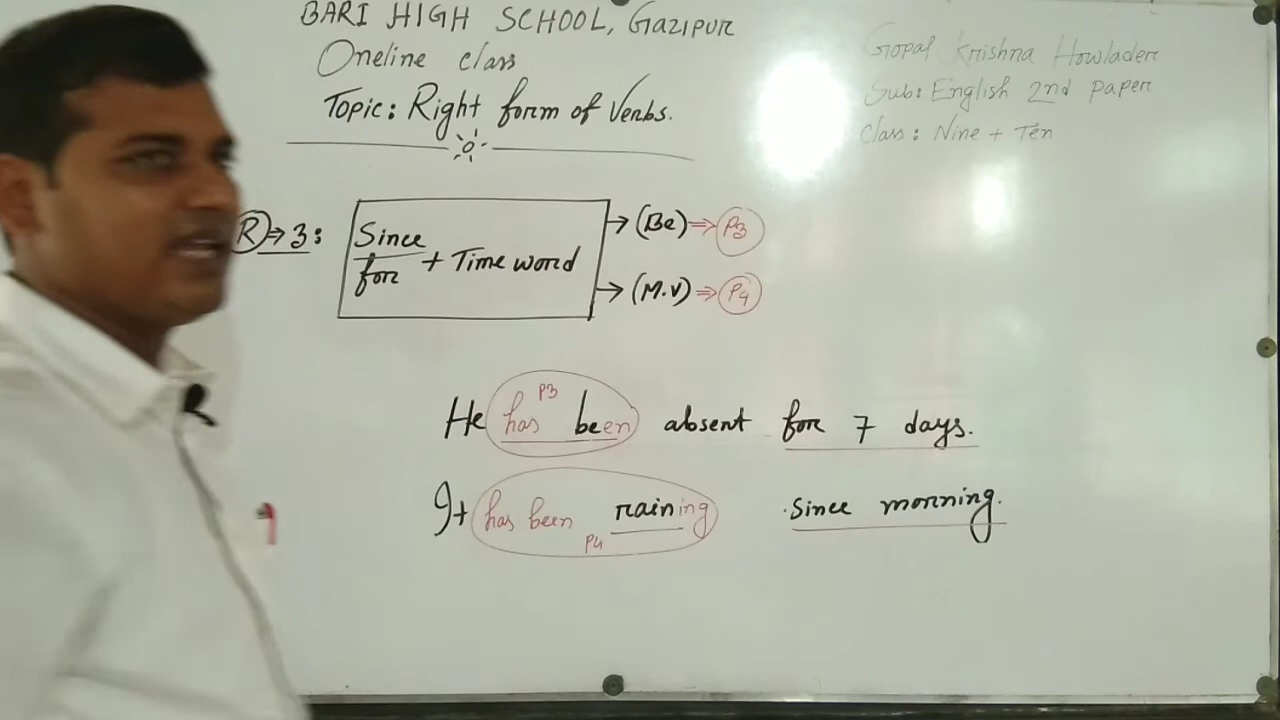 BARI HIGH SCHOOL, Gazipur
Oneline class
Topic: Right form of Verbs.
Gopal Krishna Howlader
Sub: English 2nd paper
Class: Nine + Ten
R ⇒ 3:
Since
for
+ Time word
→ (Be) ⇒ P3
→ (M.V) ⇒ P4
P3
He has been absent for 7 days.
It has been raining since morning.
P4